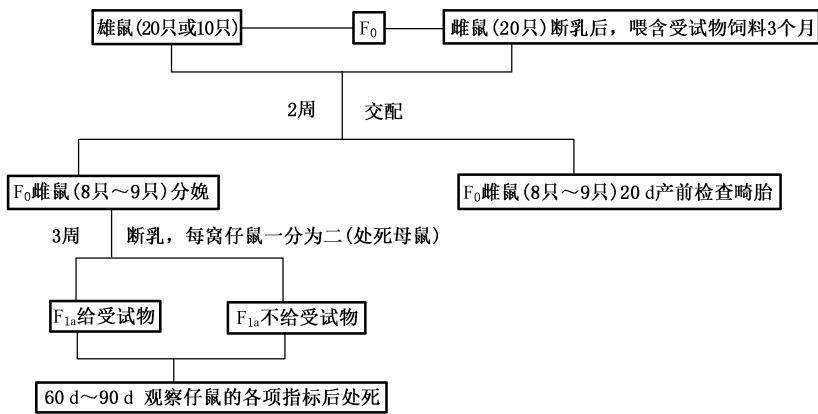 雄鼠(20只或10只) F₀ 雌鼠(20只)断乳后，喂含受试物饲料3个月
2周 交配
F₀雌鼠(8只～9只)分娩 F₀雌鼠(8只～9只)20 d产前检查畸胎
3周 断乳，每窝仔鼠一分为二(处死母鼠)
F₁ₐ给受试物 F₁ₐ不给受试物
60 d～90 d 观察仔鼠的各项指标后处死